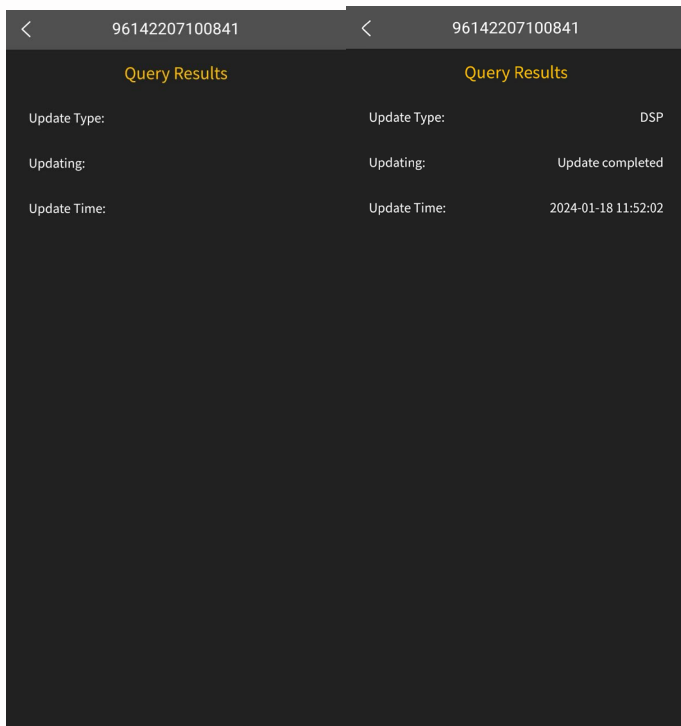 96142207100841
Query Results
Update Type:
Updating:
Update Time:
96142207100841
Query Results
Update Type: DSP
Updating: Update completed
Update Time: 2024-01-18 11:52:02